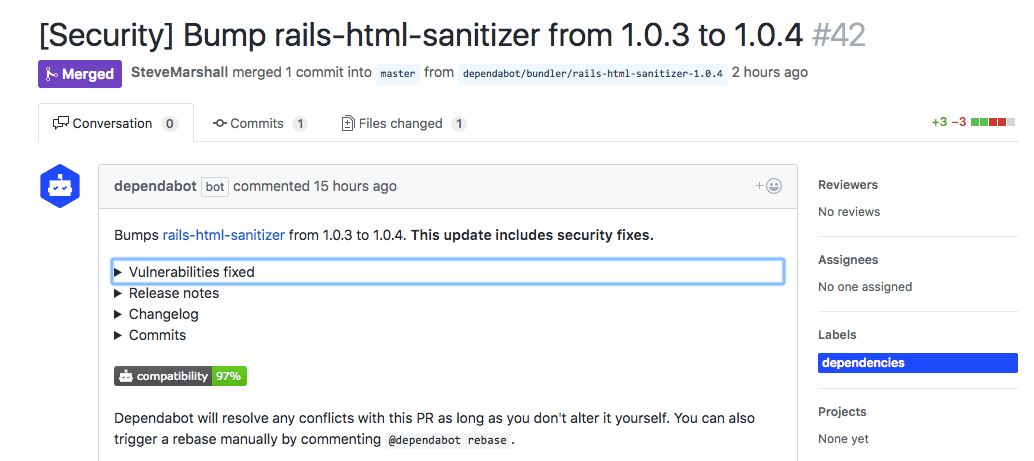 [Security] Bump rails-html-sanitizer from 1.0.3 to 1.0.4 #42
Merged SteveMarshall merged 1 commit into master from dependabot/bundler/rails-html-sanitizer-1.0.4 2 hours ago
Conversation 0 Commits 1 Files changed 1 +3 −3
dependabot bot commented 15 hours ago +
Bumps rails-html-sanitizer from 1.0.3 to 1.0.4. This update includes security fixes.
Vulnerabilities fixed
Release notes
Changelog
Commits
compatibility 97%
Dependabot will resolve any conflicts with this PR as long as you don't alter it yourself. You can also
trigger a rebase manually by commenting @dependabot rebase.
Reviewers
No reviews
Assignees
No one assigned
Labels
dependencies
Projects
None yet